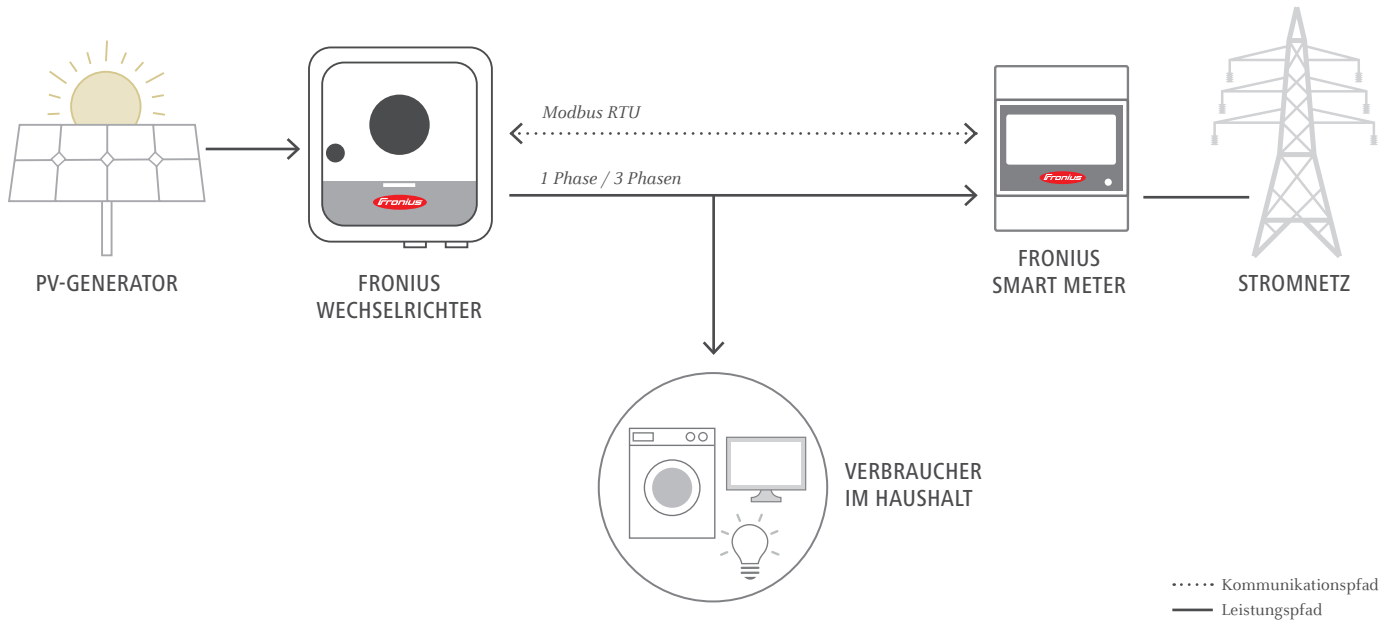 Modbus RTU
1 Phase / 3 Phasen
Fronius
Fronius
PV-GENERATOR
FRONIUS
WECHSELRICHTER
FRONIUS
SMART METER
STROMNETZ
VERBRAUCHER
IM HAUSHALT
Kommunikationspfad
Leistungspfad